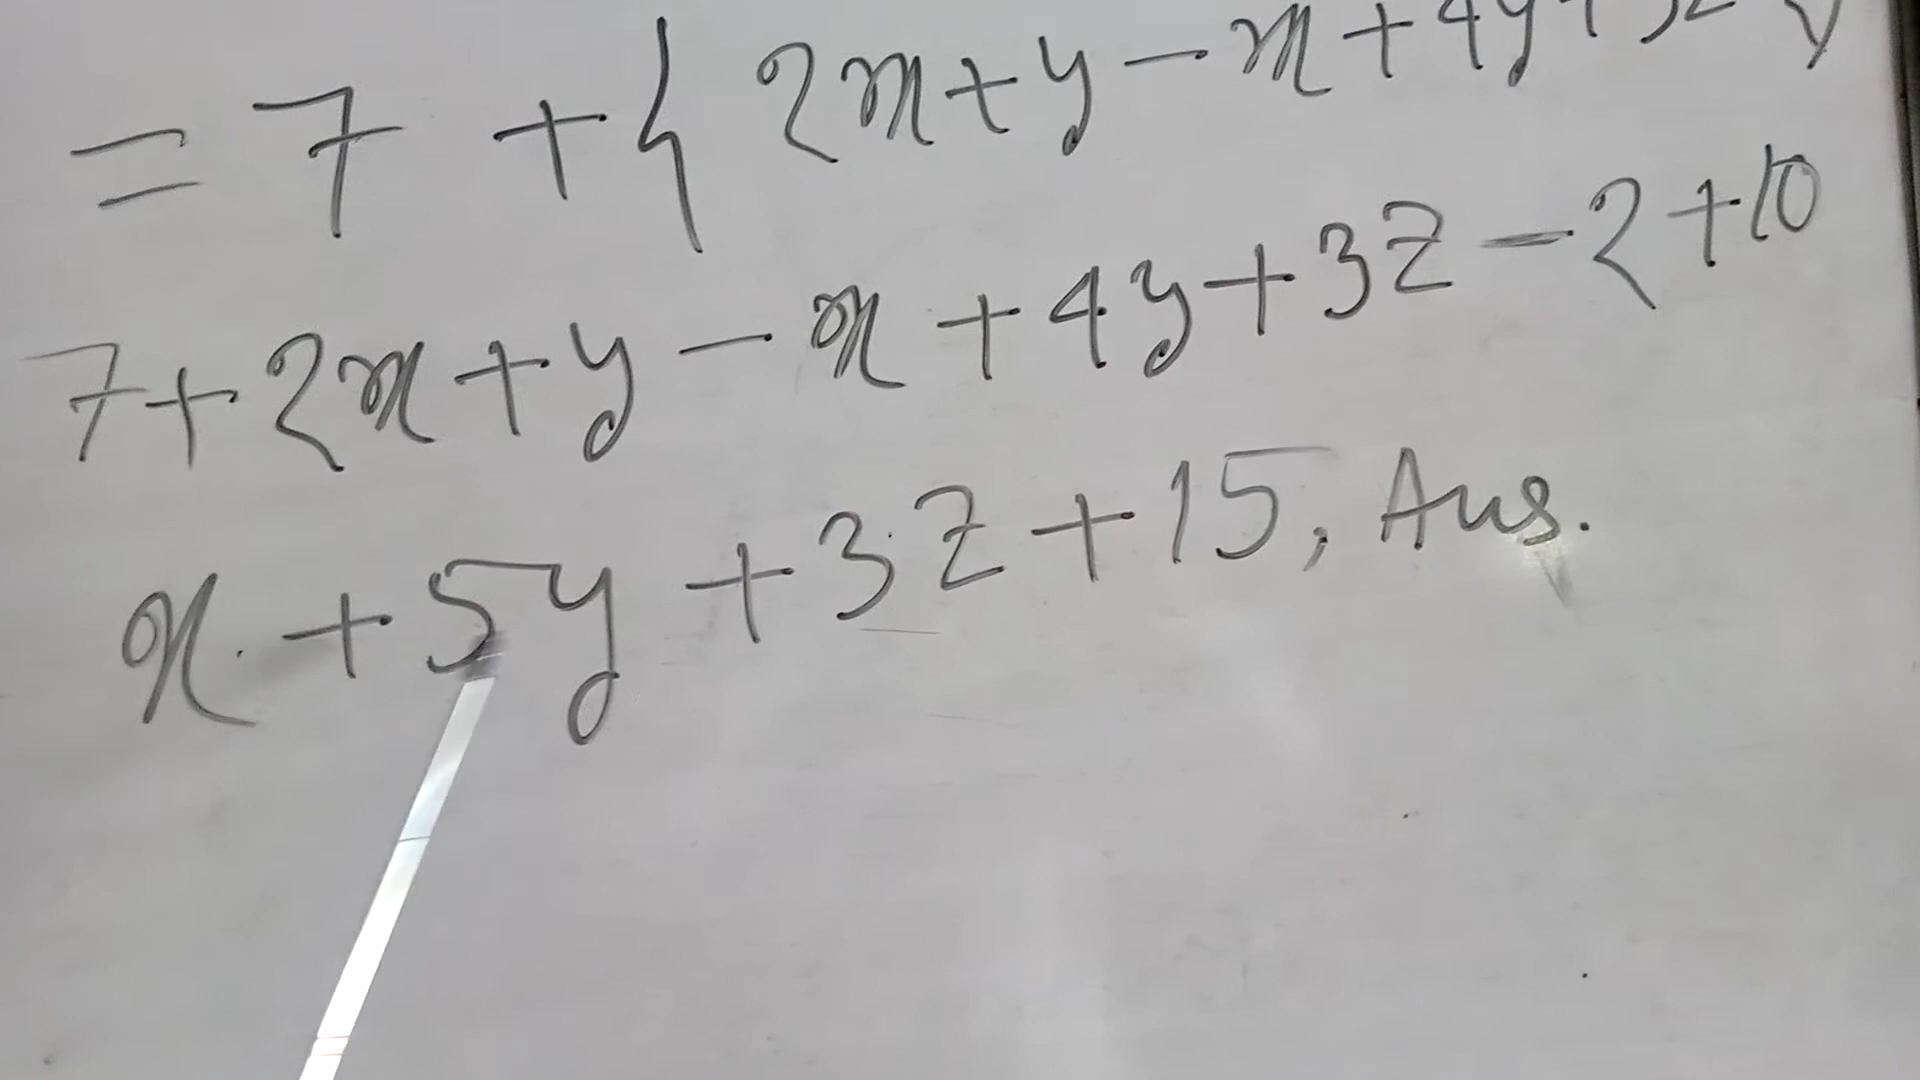 = 7 + { 2x + y - x + 4y + 3z
7 + 2x + y - x + 4y + 3z - 2 + 10
x + 5y + 3z + 15, Ans.